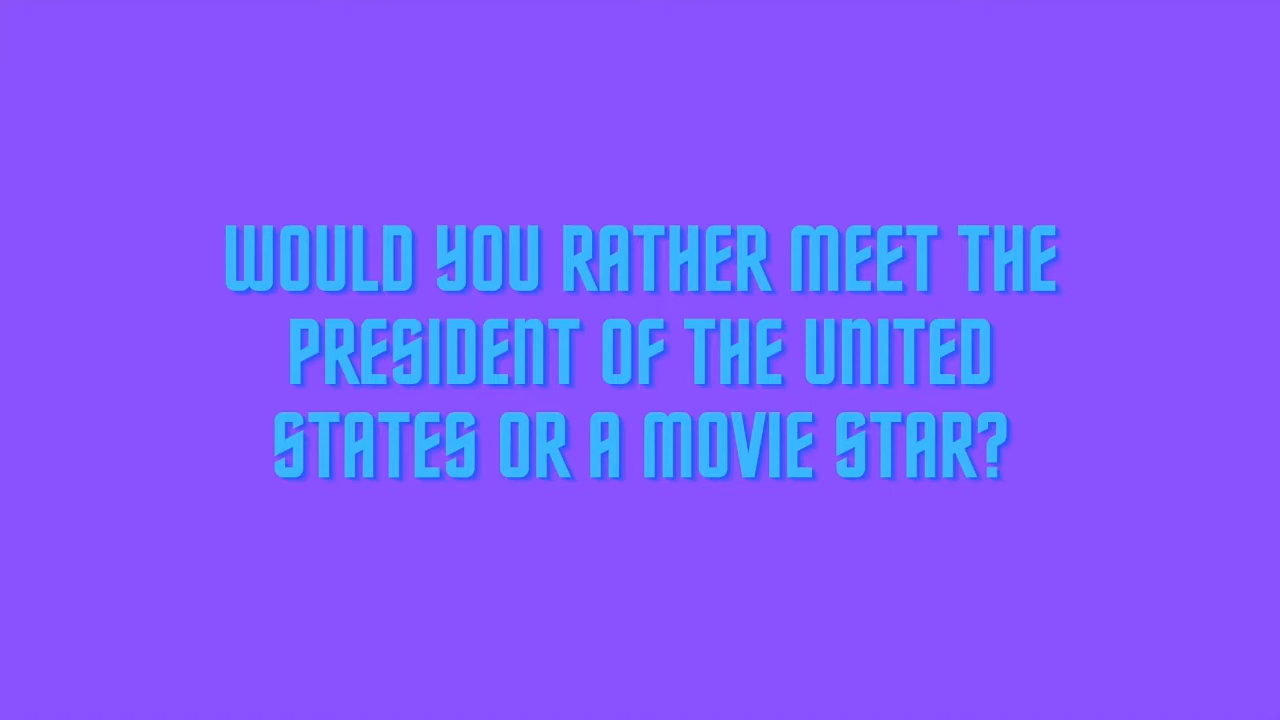 WOULD YOU RATHER MEET THE
PRESIDENT OF THE UNITED
STATES OR A MOVIE STAR?